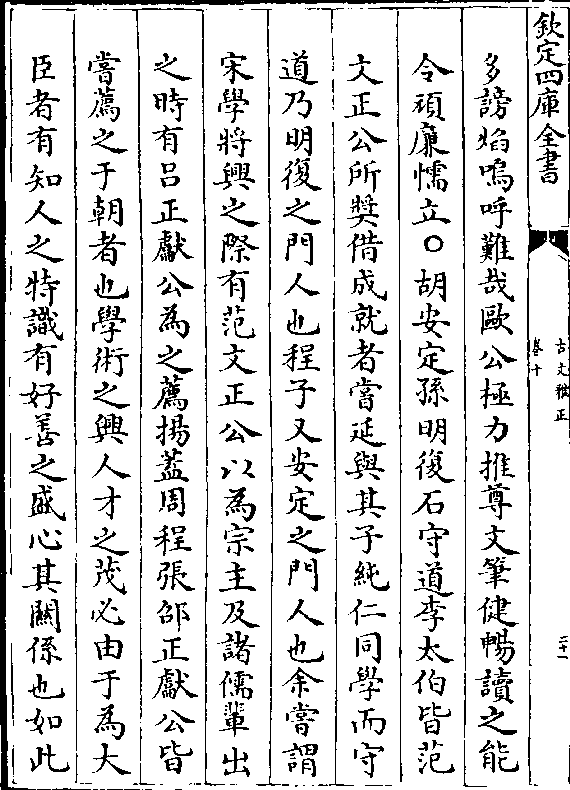 欽定四庫全書
古文雅正
卷十
二十一
多謗焰嗚呼難哉歐公極力推尊文筆健暢讀之能
令頑廉懦立○胡安定孫明復石守道李太伯皆范
文正公所奬借成就者嘗延與其子純仁同學而守
道乃明復之門人也程子又安定之門人也余嘗謂
宋學將興之際有范文正公以為宗主及諸儒輩出
之時有吕正獻公為之薦揚蓋周程張邵正獻公皆
嘗薦之于朝者也學術之興人才之茂必由于為大
臣者有知人之特識有好善之盛心其關係也如此